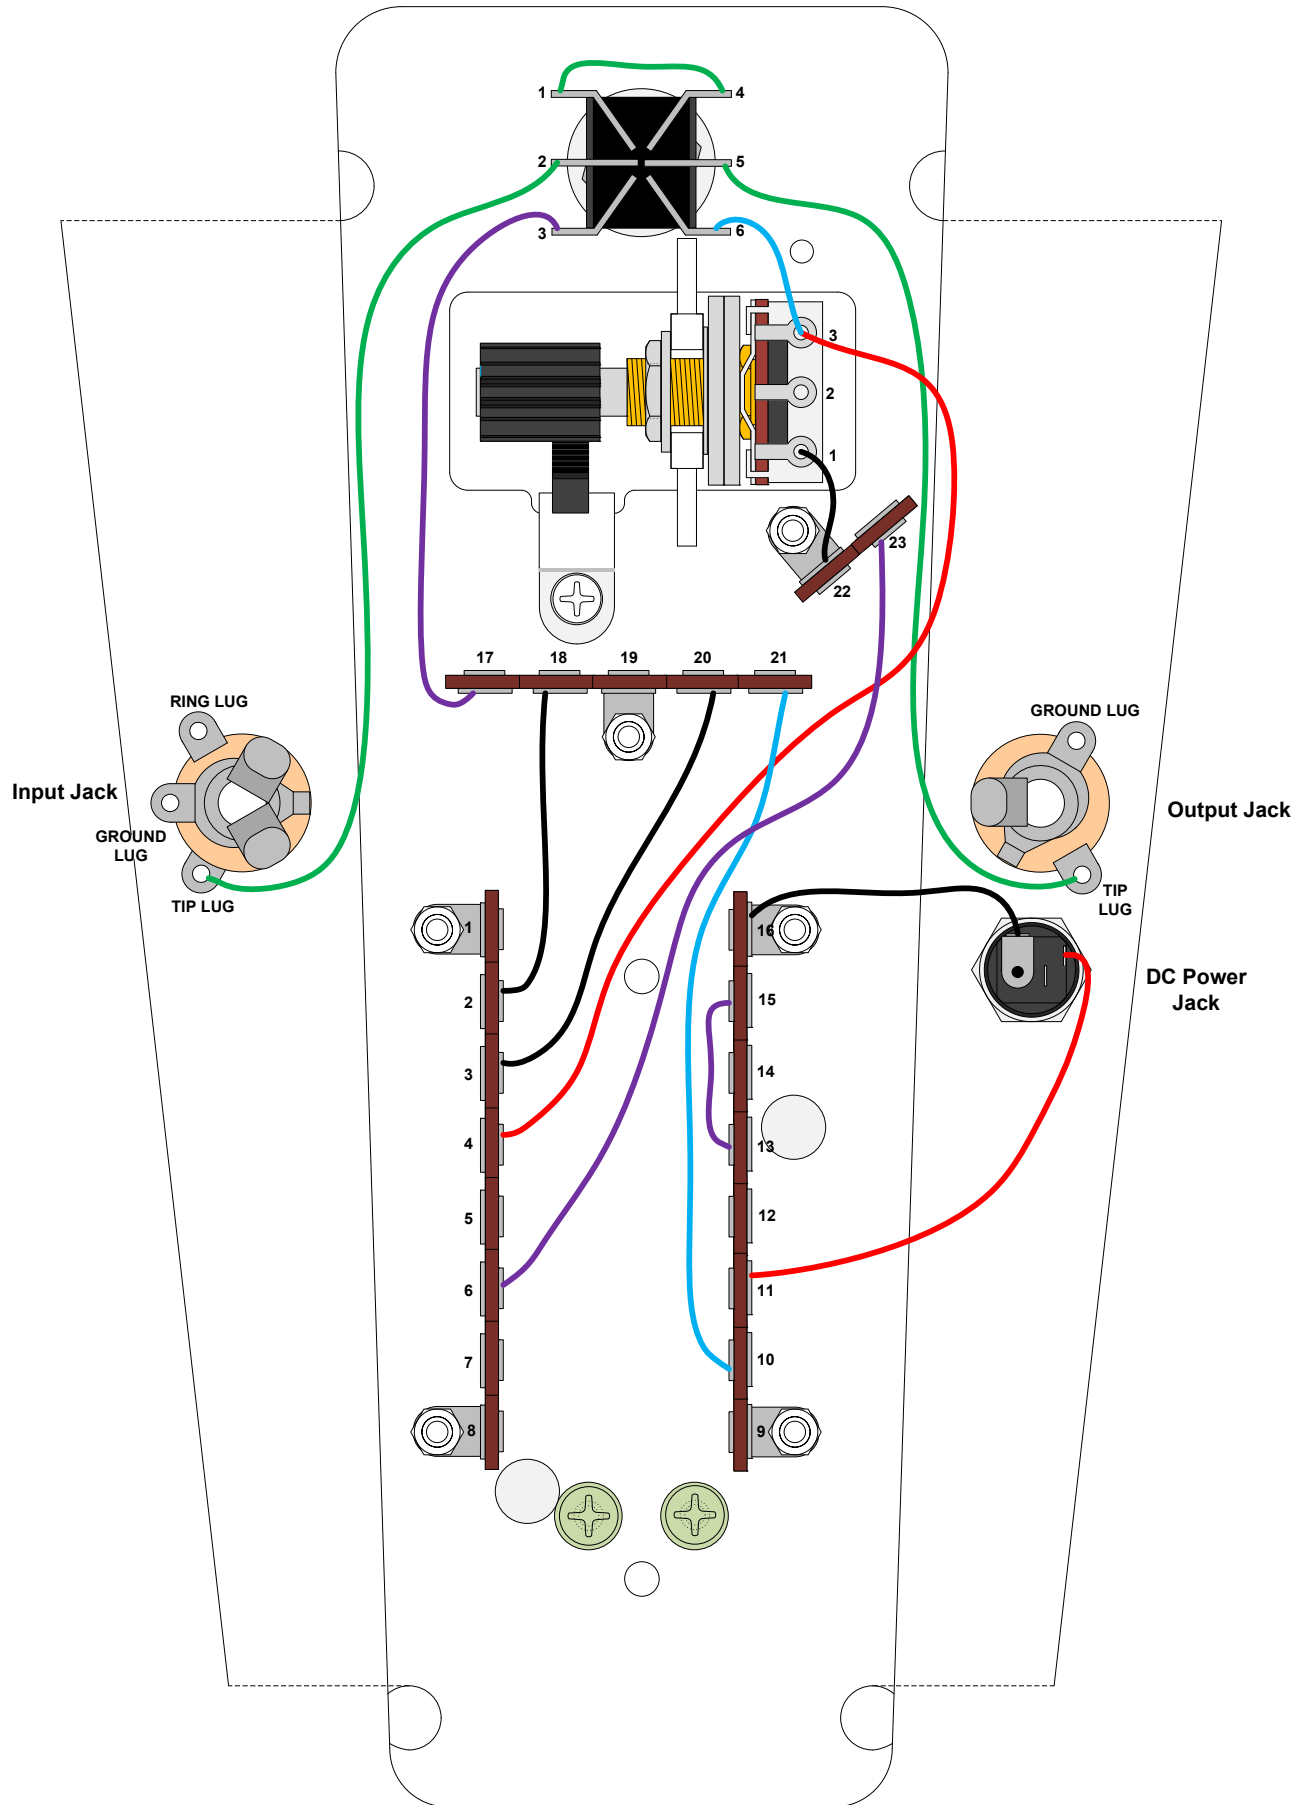 1
4
2
5
3
6
3
2
1
23
22
17
18
19
20
21
RING LUG
GROUND LUG
Input Jack
Output Jack
GROUND
LUG
TIP LUG
TIP
LUG
1
16
DC Power
Jack
2
15
3
14
4
13
5
12
6
11
7
10
8
9